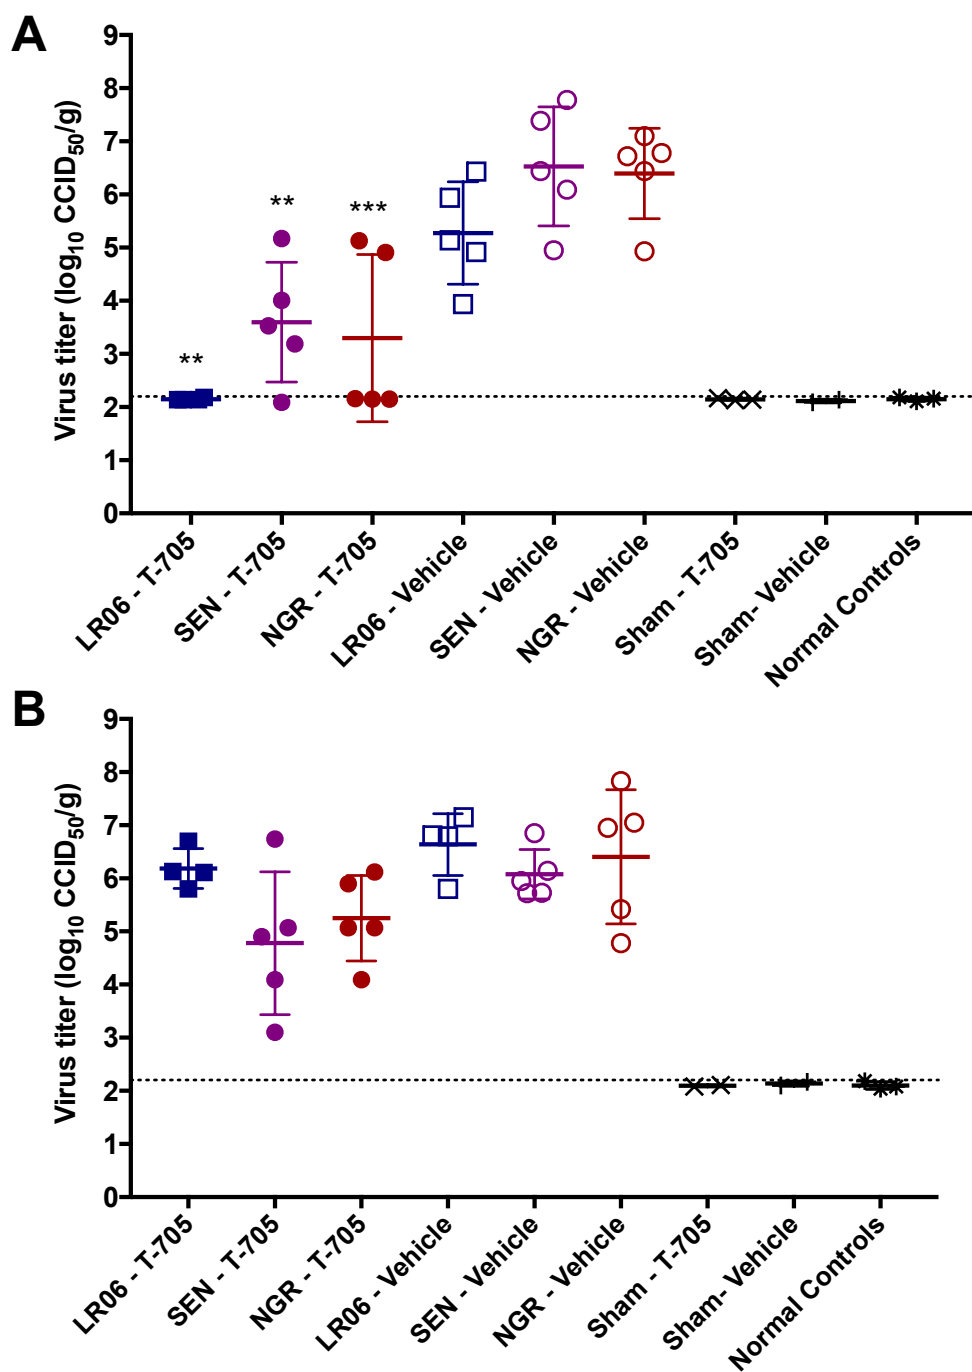 A
Virus titer (log10 CCID50/g)
9
8
7
6
5
4
3
2
1
0
**
**
***
LR06 - T-705
SEN - T-705
NGR - T-705
LR06 - Vehicle
SEN - Vehicle
NGR - Vehicle
Sham - T-705
Sham- Vehicle
Normal Controls
B
Virus titer (log10 CCID50/g)
9
8
7
6
5
4
3
2
1
0
LR06 - T-705
SEN - T-705
NGR - T-705
LR06 - Vehicle
SEN - Vehicle
NGR - Vehicle
Sham - T-705
Sham- Vehicle
Normal Controls